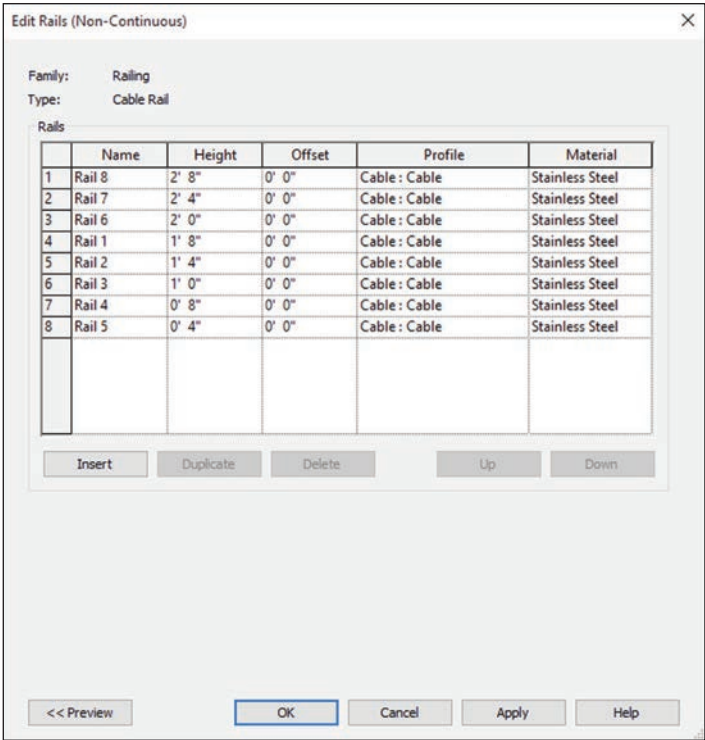 Edit Rails (Non-Continuous)
Family: Railing
Type: Cable Rail
Rails
Name Height Offset Profile Material
1 Rail 8 2' 8" 0' 0" Cable : Cable Stainless Steel
2 Rail 7 2' 4" 0' 0" Cable : Cable Stainless Steel
3 Rail 6 2' 0" 0' 0" Cable : Cable Stainless Steel
4 Rail 1 1' 8" 0' 0" Cable : Cable Stainless Steel
5 Rail 2 1' 4" 0' 0" Cable : Cable Stainless Steel
6 Rail 3 1' 0" 0' 0" Cable : Cable Stainless Steel
7 Rail 4 0' 8" 0' 0" Cable : Cable Stainless Steel
8 Rail 5 0' 4" 0' 0" Cable : Cable Stainless Steel
Insert Duplicate Delete Up Down
<< Preview OK Cancel Apply Help